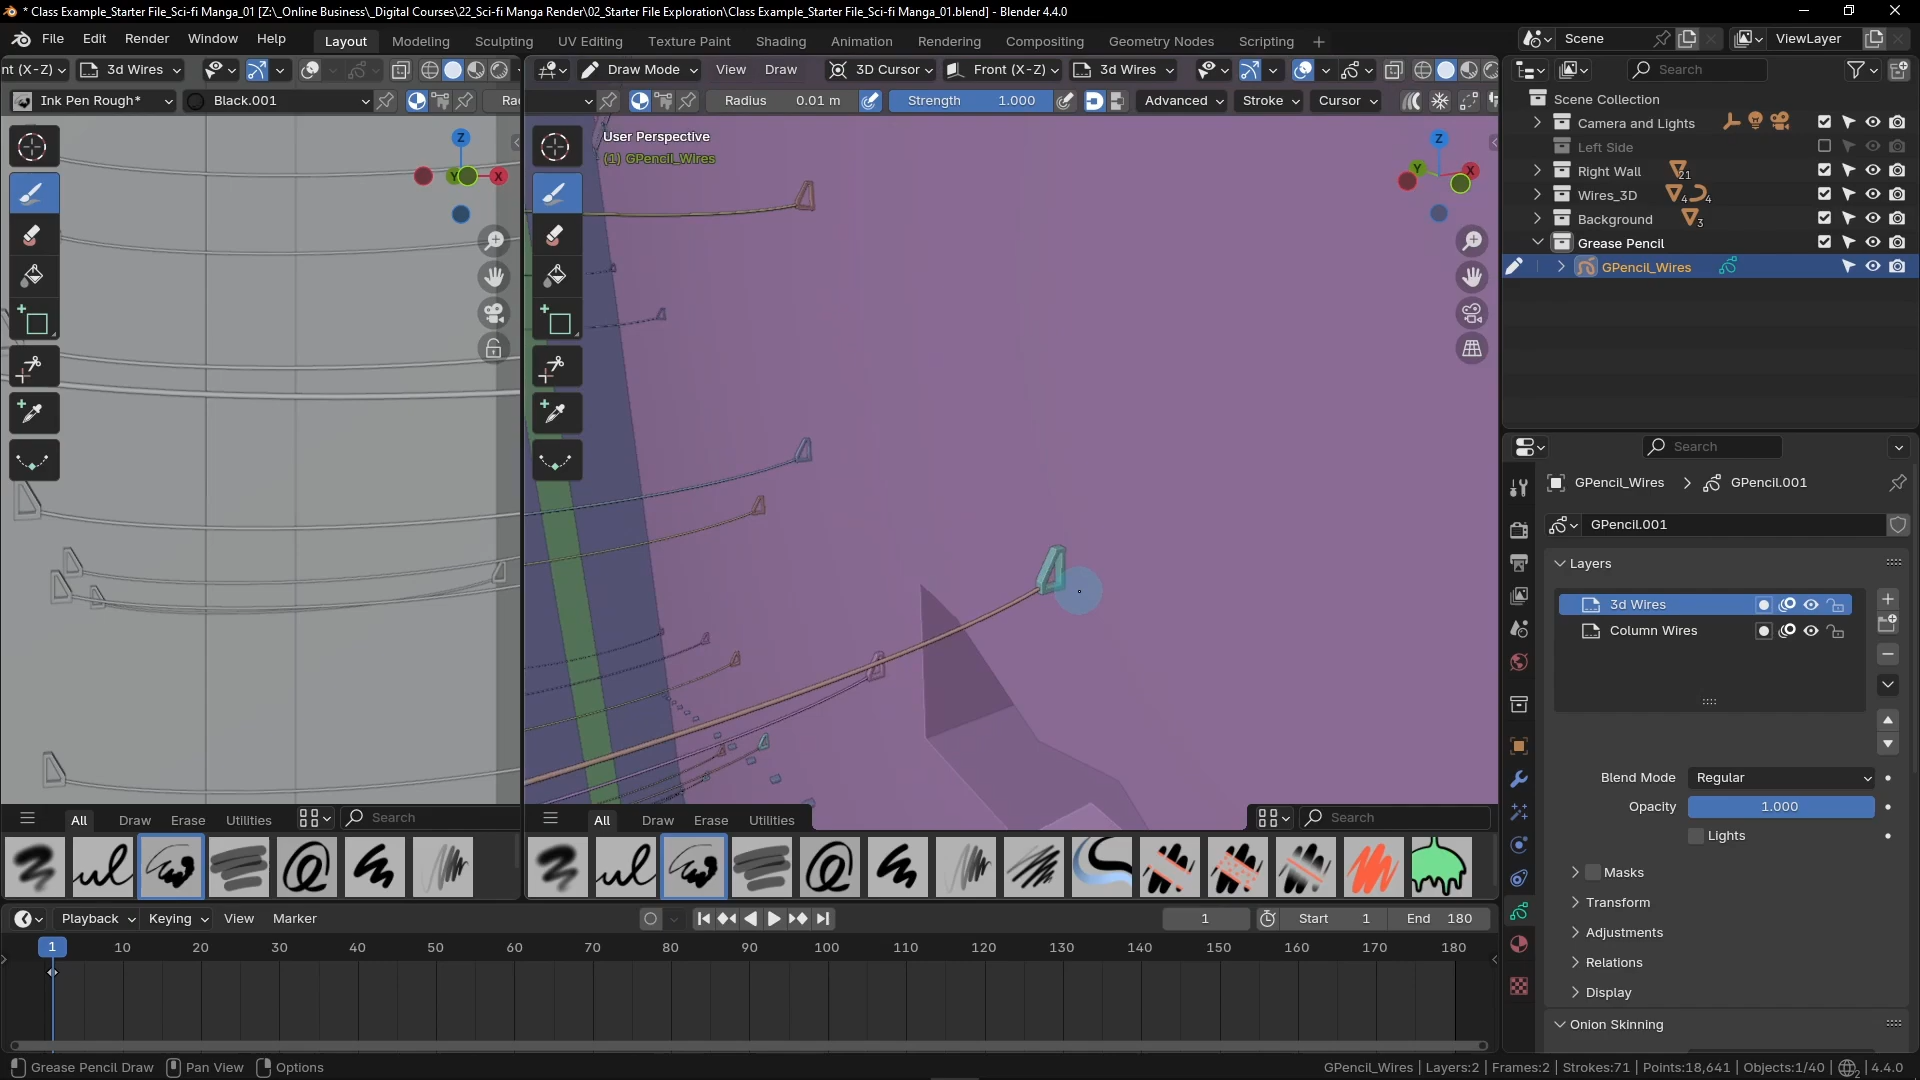 * Class Example_Starter File_Sci-fi Manga_01 [Z:\_Online Business\_Digital Courses\22_Sci-fi Manga Render\02_Starter File Exploration\Class Example_Starter File_Sci-fi Manga_01.blend] - Blender 4.4.0
File Edit Render Window Help Layout Modeling Sculpting UV Editing Texture Paint Shading Animation Rendering Compositing Geometry Nodes Scripting + Scene ViewLayer
nt (X-Z) 3d Wires Draw Mode View Draw 3D Cursor Front (X-Z) 3d Wires Search
Ink Pen Rough* Black.001 Rac Radius 0.01 m Strength 1.000 Advanced Stroke Cursor
Scene Collection
Camera and Lights
Left Side
Right Wall 21
Wires_3D 4 4
Background 3
Grease Pencil
GPencil_Wires
User Perspective
(1) GPencil_Wires
Z
Y X
Z
Y X
Search
GPencil_Wires > GPencil.001
GPencil.001
Layers
3d Wires
Column Wires
Blend Mode Regular
Opacity 1.000
Lights
Masks
Transform
Adjustments
Relations
Display
Onion Skinning
All Draw Erase Utilities Search
All Draw Erase Utilities Search
Playback Keying View Marker 1 Start 1 End 180
1 10 20 30 40 50 60 70 80 90 100 110 120 130 140 150 160 170 180
Grease Pencil Draw Pan View Options GPencil_Wires | Layers:2 | Frames:2 | Strokes:71 | Points:18,641 | Objects:1/40 | 2 | 4.4.0